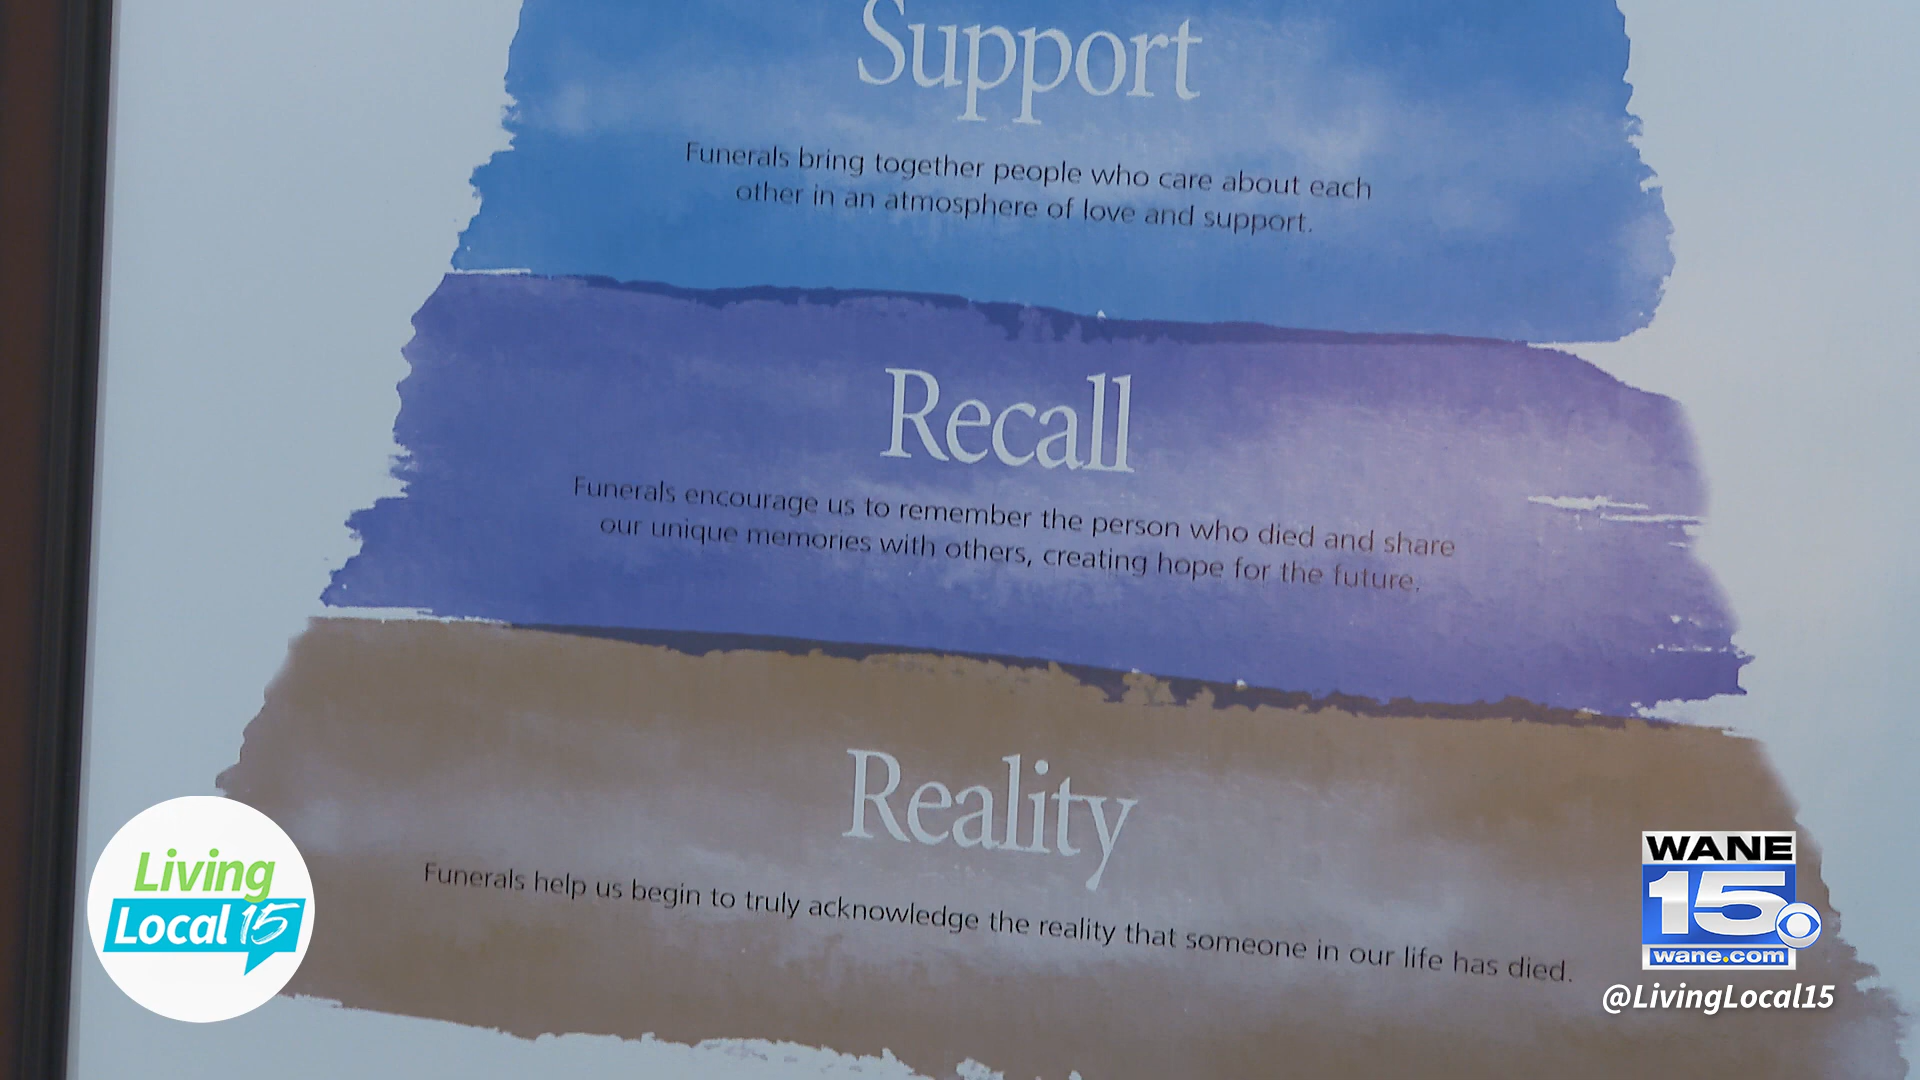 Support
Funerals bring together people who care about each
other in an atmosphere of love and support.
Recall
Funerals encourage us to remember the person who died and share
our unique memories with others, creating hope for the future.
Reality
Funerals help us begin to truly acknowledge the reality that someone in our life has died.
Living
Local 15
WANE
15
wane.com
@LivingLocal15